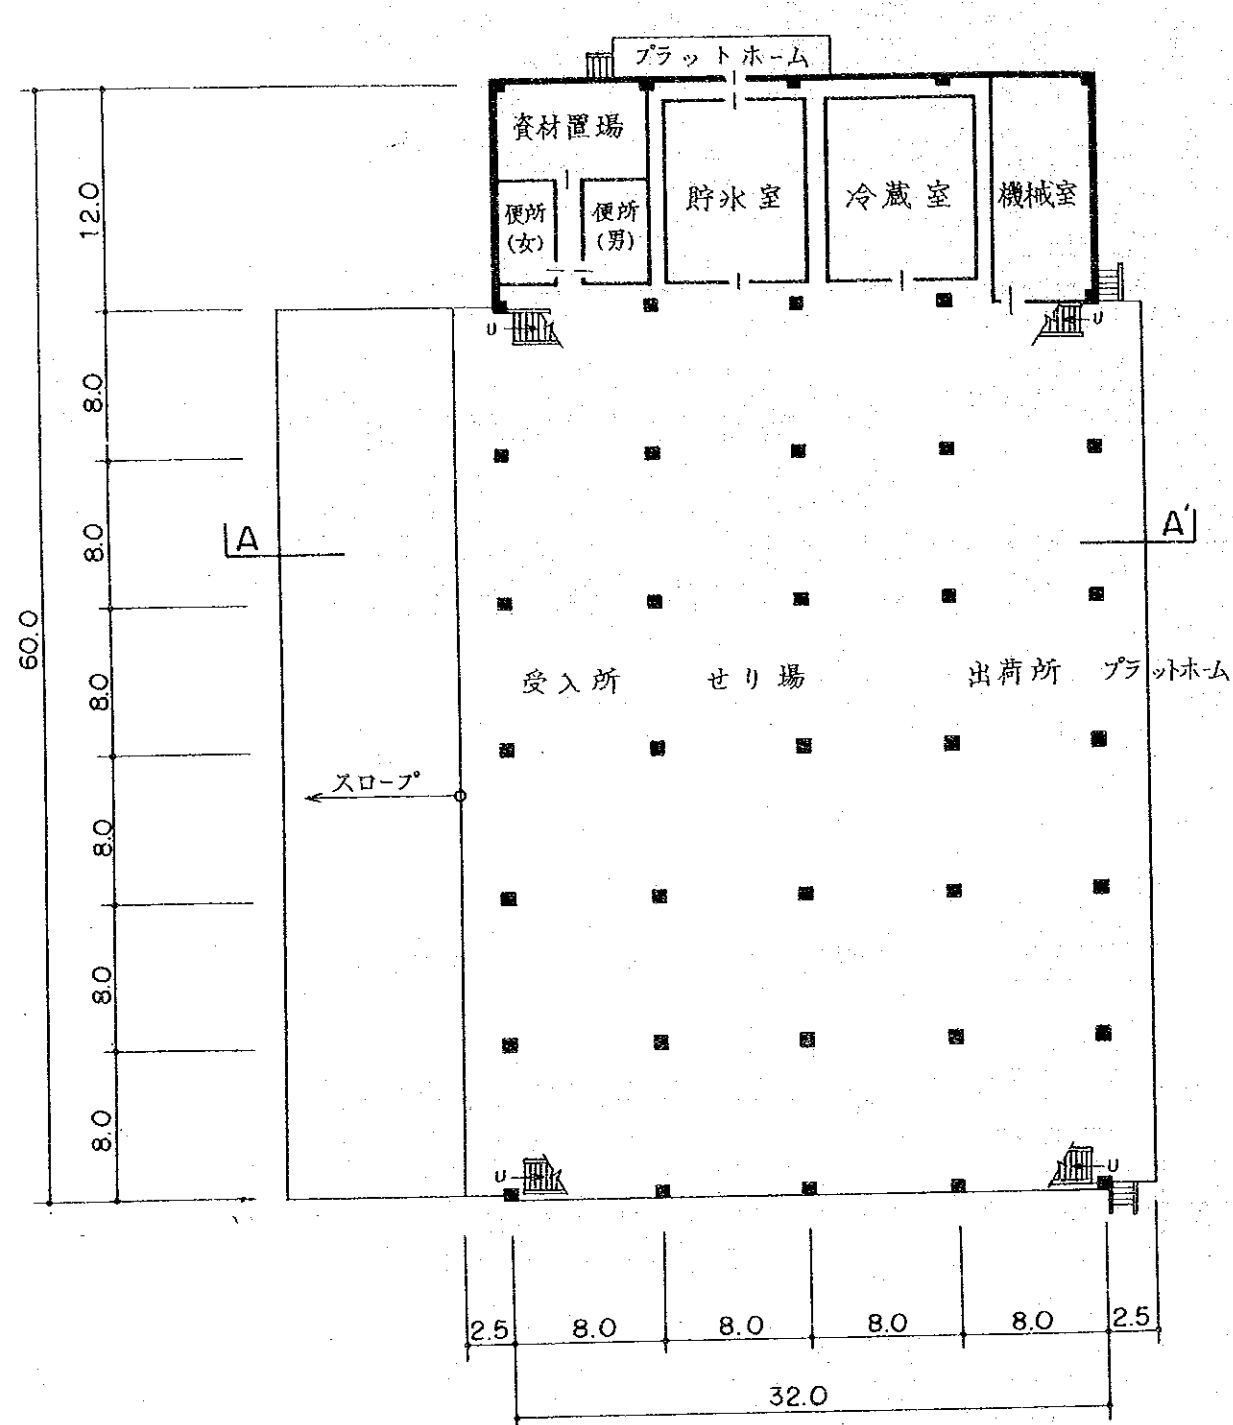 プラットホーム
資材置場
貯氷室
冷蔵室
機械室
便所
(女)
便所
(男)
U
U
12.0
8.0
8.0
A
A'
60.0
8.0
受入所
せり場
出荷所
プラットホーム
スロープ
8.0
8.0
8.0
U
U
2.5
8.0
8.0
8.0
8.0
2.5
32.0